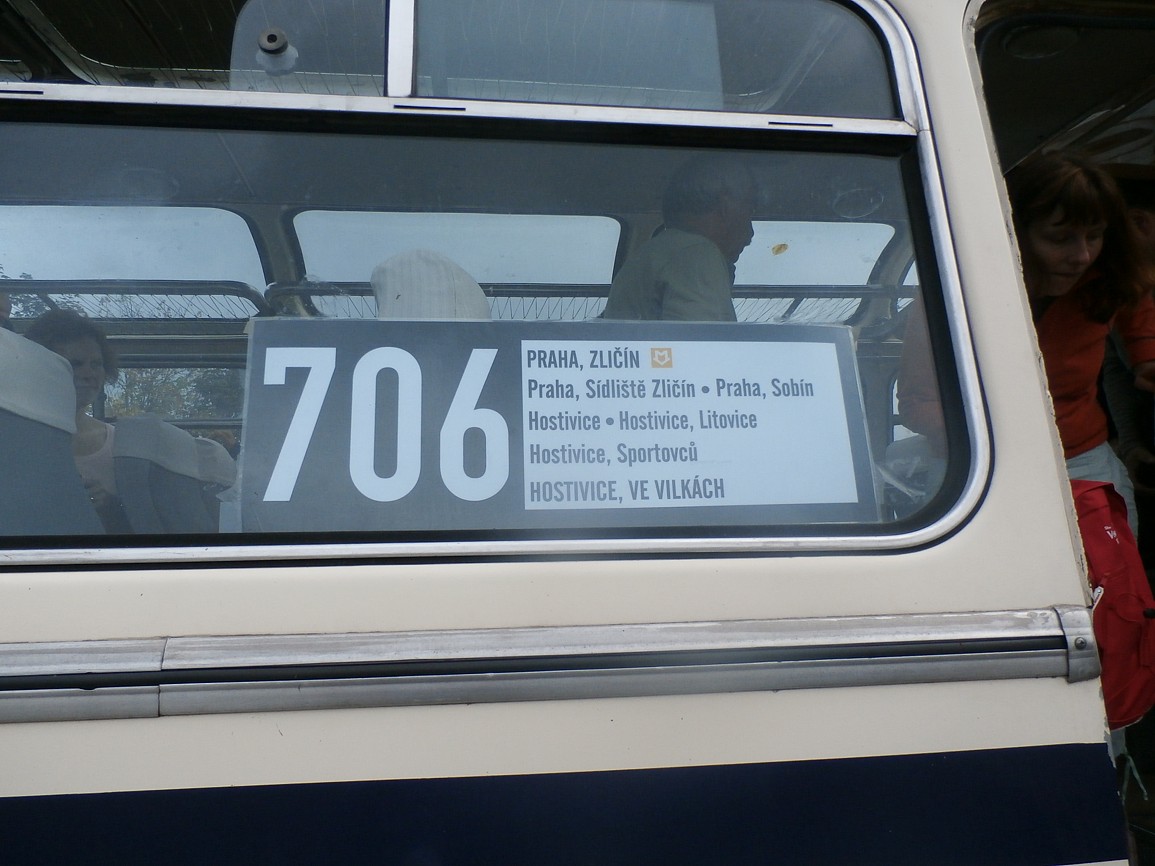 706
PRAHA, ZLIČÍN
Praha, Sídliště Zličín • Praha, Sobín
Hostivice • Hostivice, Litovice
Hostivice, Sportovců
HOSTIVICE, VE VILKÁCH